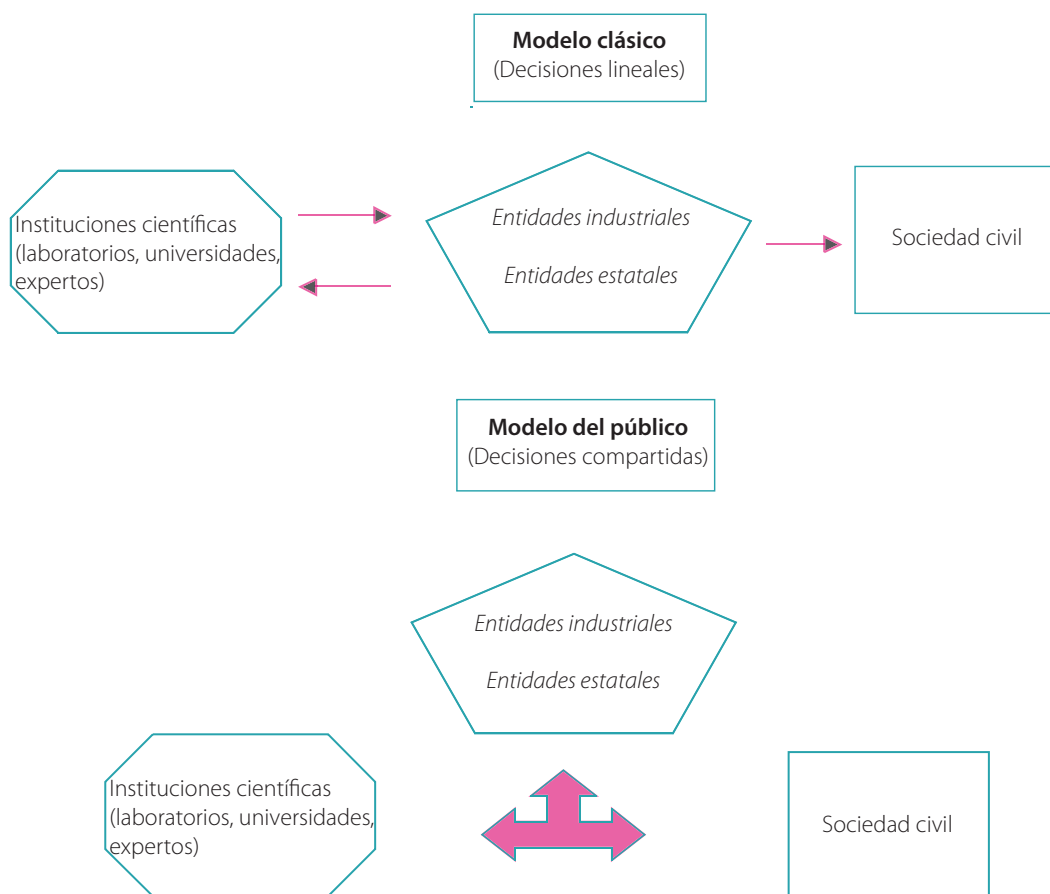 Modelo clásico
(Decisiones lineales)
Instituciones científicas
(laboratorios, universidades,
expertos)
Entidades industriales
Entidades estatales
Sociedad civil
Modelo del público
(Decisiones compartidas)
Entidades industriales
Entidades estatales
Instituciones científicas
(laboratorios, universidades,
expertos)
Sociedad civil